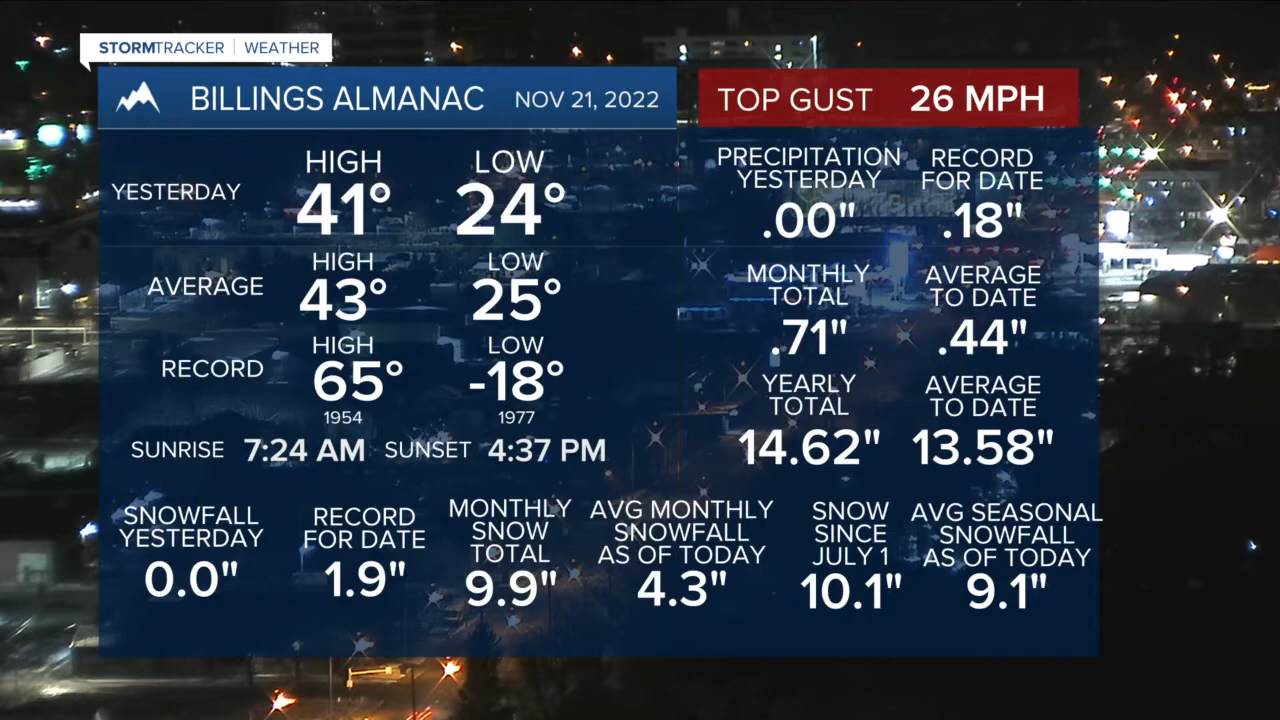 STORMTRACKER | WEATHER
BILLINGS ALMANAC NOV 21, 2022
TOP GUST 26 MPH
HIGH LOW
YESTERDAY 41° 24°
HIGH LOW
AVERAGE 43° 25°
HIGH LOW
RECORD 65° -18°
1954 1977
SUNRISE 7:24 AM SUNSET 4:37 PM
PRECIPITATION RECORD
YESTERDAY FOR DATE
.00" .18"
MONTHLY AVERAGE
TOTAL TO DATE
.71" .44"
YEARLY AVERAGE
TOTAL TO DATE
14.62" 13.58"
SNOWFALL
YESTERDAY
0.0"
RECORD
FOR DATE
1.9"
MONTHLY
SNOW
TOTAL
9.9"
AVG MONTHLY
SNOWFALL
AS OF TODAY
4.3"
SNOW
SINCE
JULY 1
10.1"
AVG SEASONAL
SNOWFALL
AS OF TODAY
9.1"